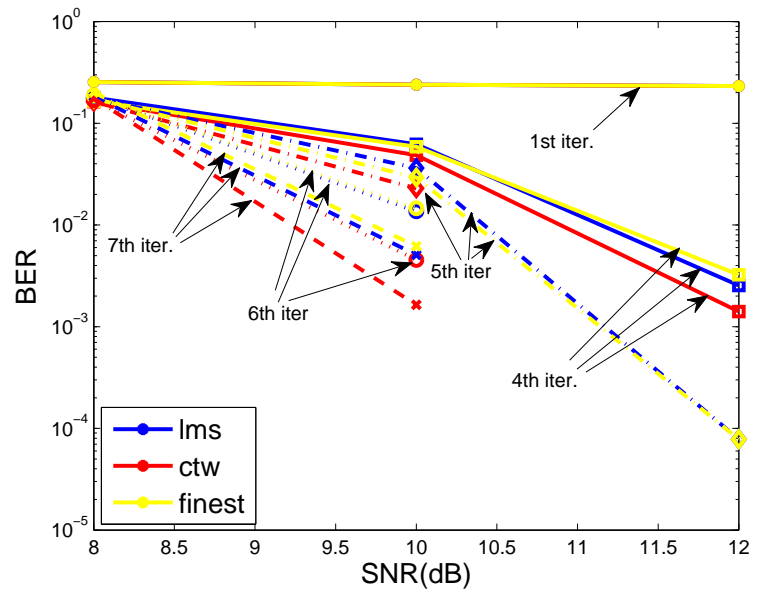 10^0
10^-1
10^-2
10^-3
10^-4
10^-5
BER
1st iter.
7th iter.
6th iter
5th iter
4th iter.
lms
ctw
finest
8
8.5
9
9.5
10
10.5
11
11.5
12
SNR(dB)